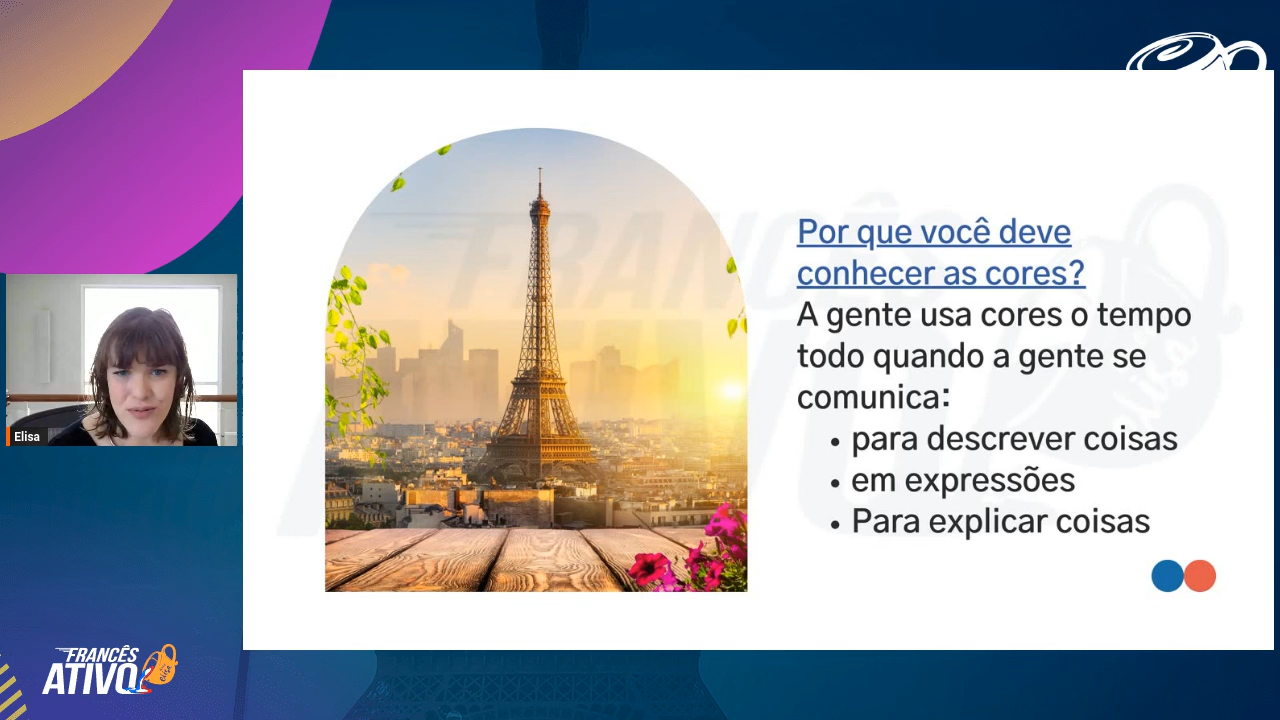 Por que você deve
conhecer as cores?
A gente usa cores o tempo
todo quando a gente se
comunica:
• para descrever coisas
• em expressões
• Para explicar coisas
Elisa
FRANCÊS
ATIVO
elisa